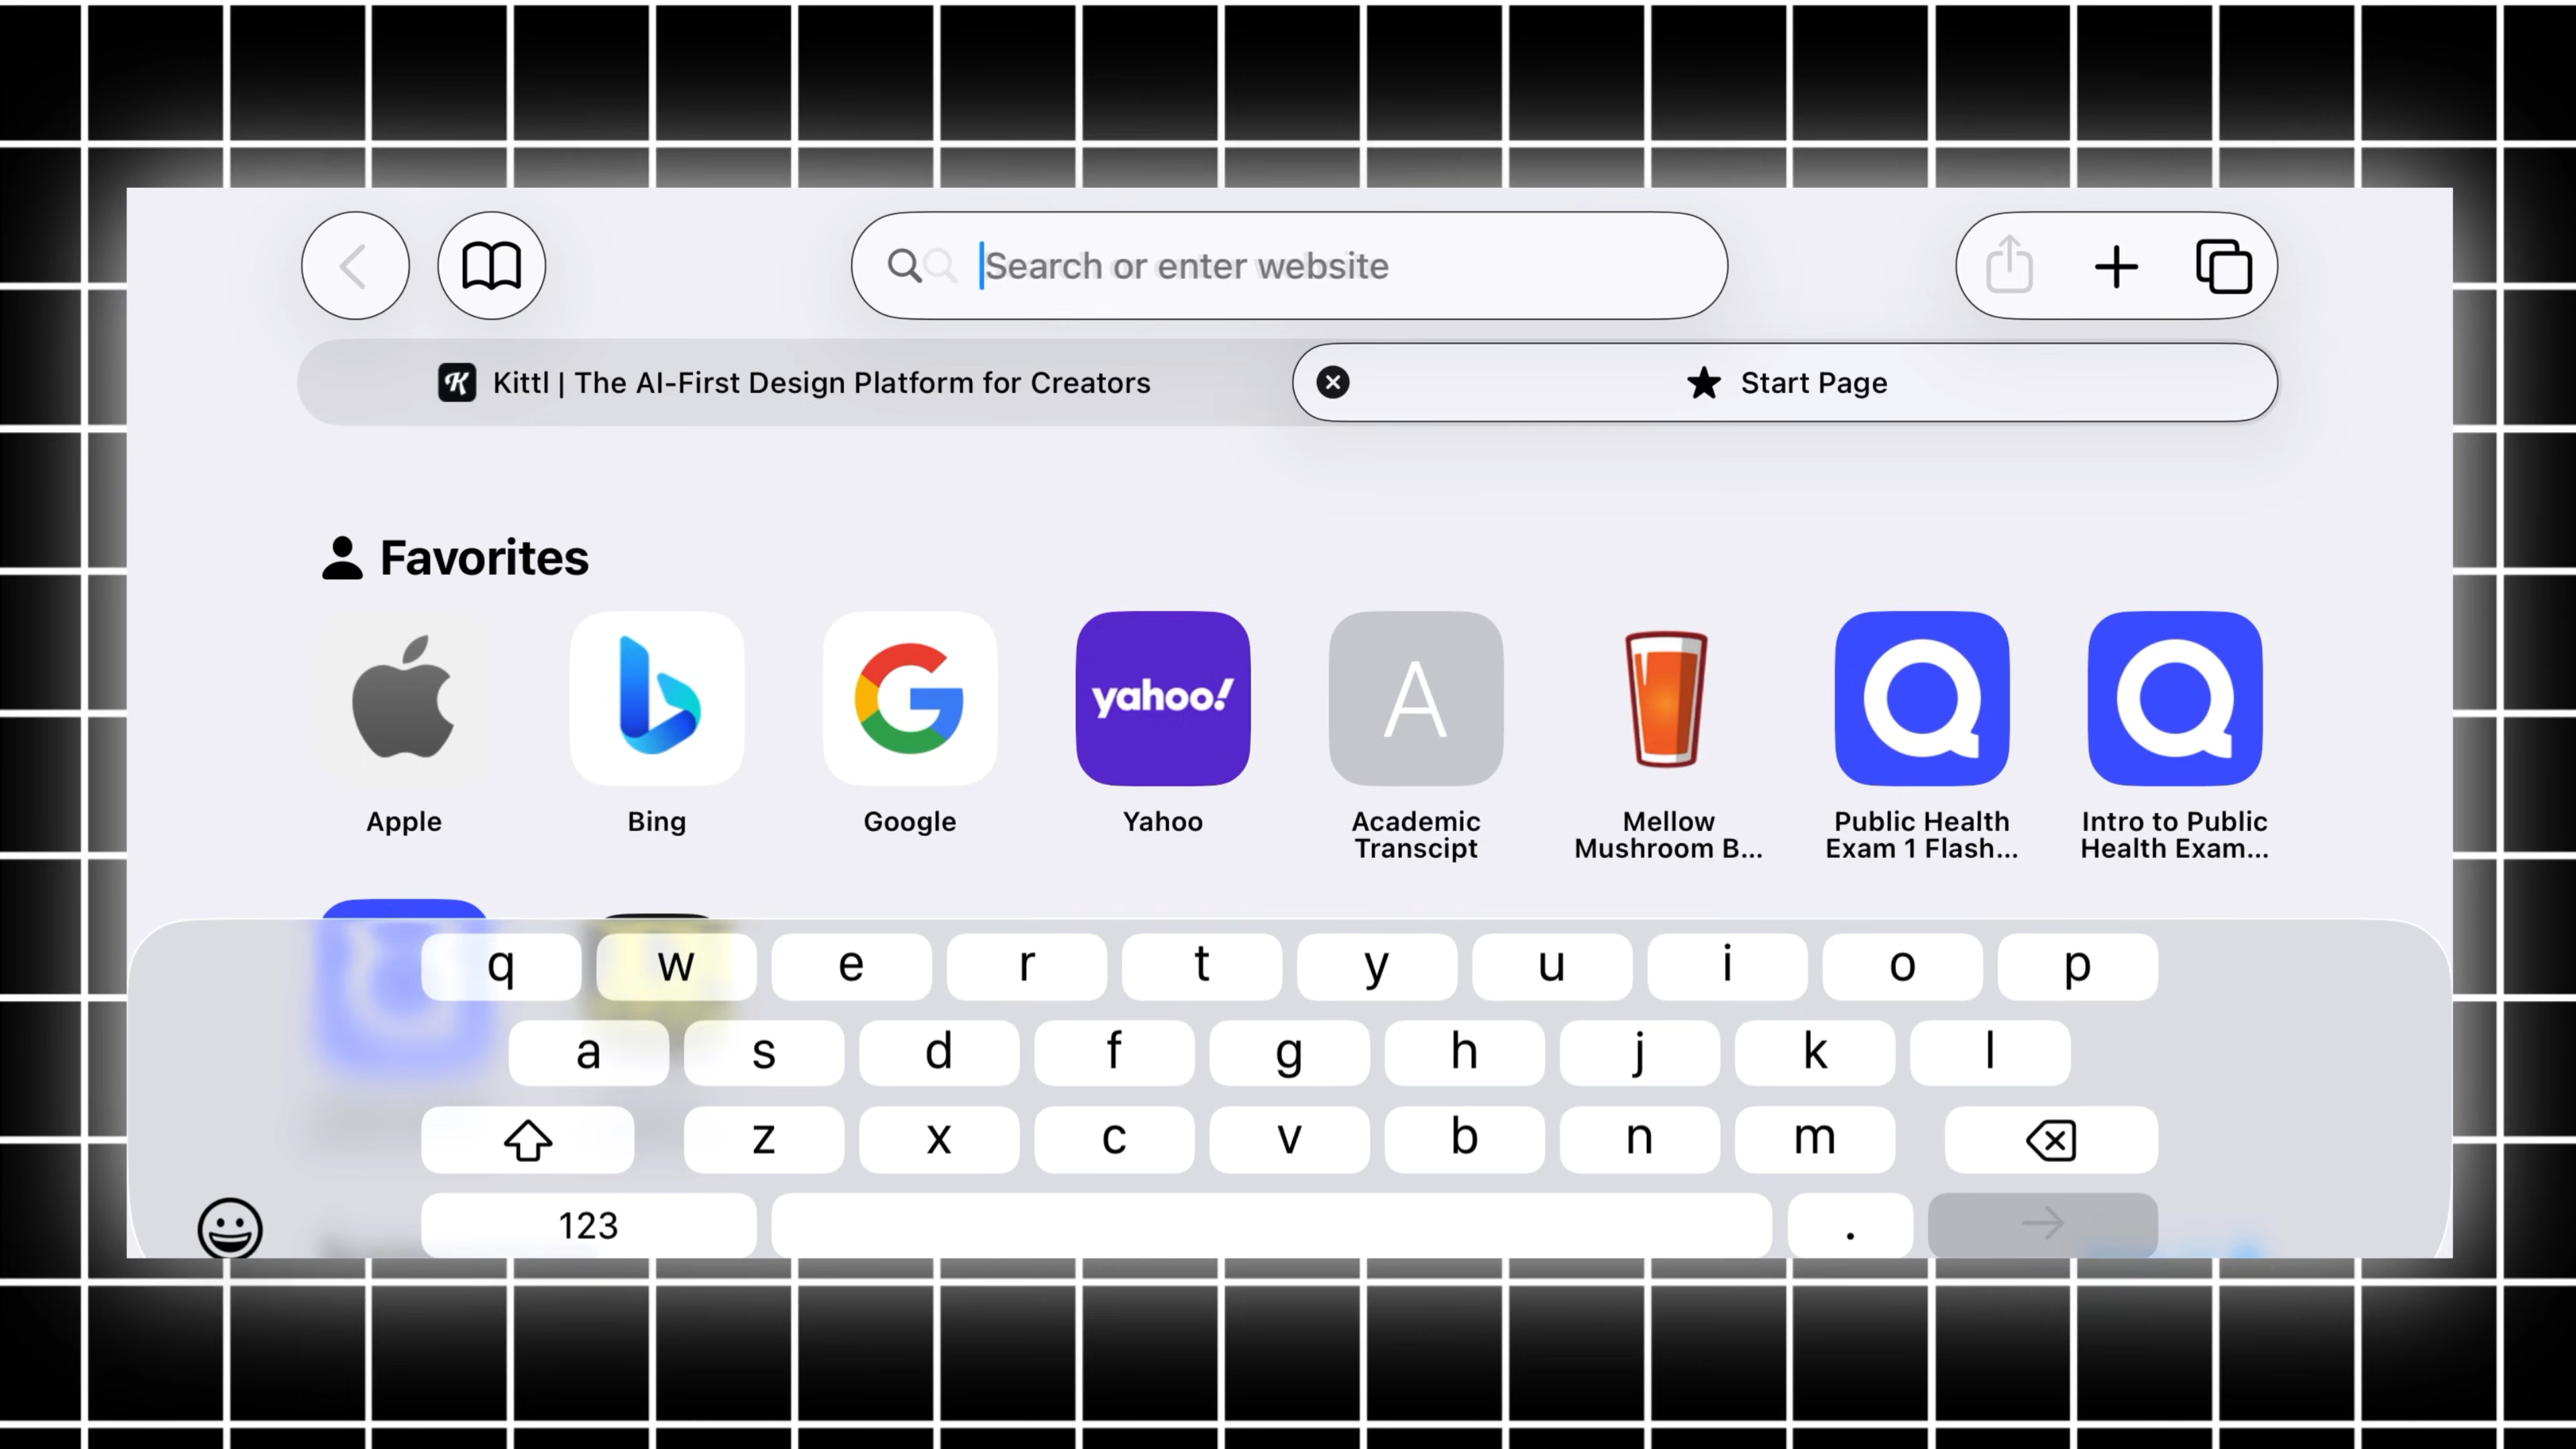 Search or enter website
Kittl | The AI-First Design Platform for Creators
Start Page
Favorites
yahoo!
A
Apple
Bing
Google
Yahoo
Academic
Transcipt
Mellow
Mushroom B...
Public Health
Exam 1 Flash...
Intro to Public
Health Exam...
q w e r t y u i o p
a s d f g h j k l
z x c v b n m
123 .